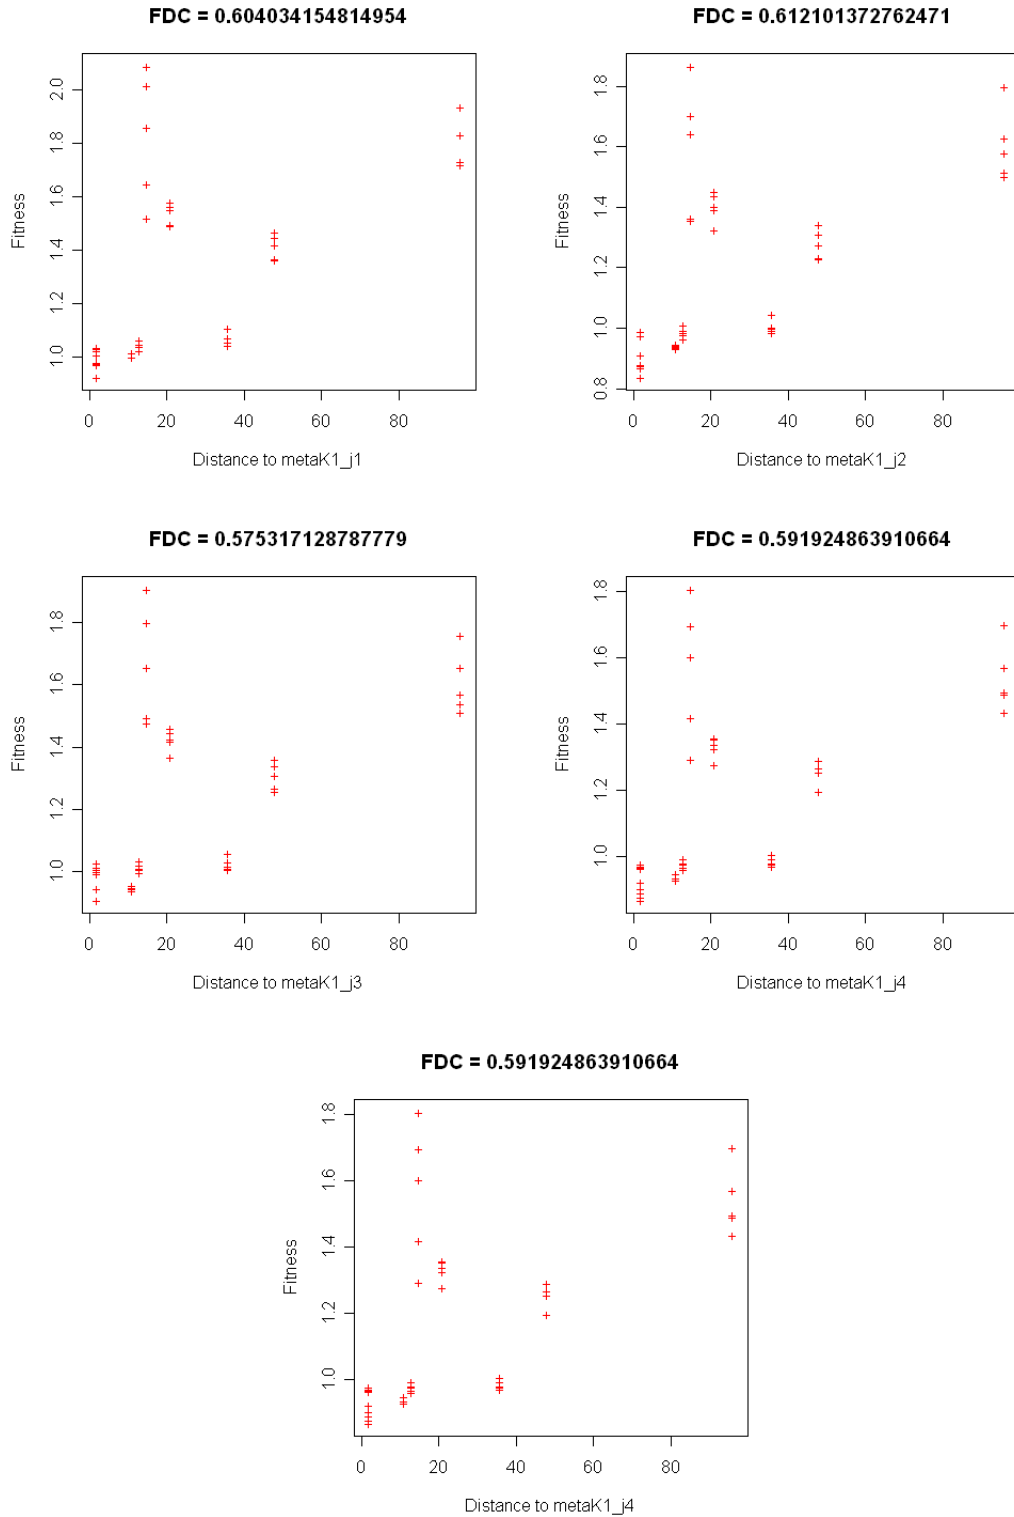 FDC = 0.604034154814954
FDC = 0.612101372762471
Fitness
1.0 1.2 1.4 1.6 1.8 2.0
0 20 40 60 80
Distance to metaK1_j1
Fitness
0.8 1.0 1.2 1.4 1.6 1.8
0 20 40 60 80
Distance to metaK1_j2
FDC = 0.575317128787779
FDC = 0.591924863910664
Fitness
1.0 1.2 1.4 1.6 1.8
0 20 40 60 80
Distance to metaK1_j3
Fitness
1.0 1.2 1.4 1.6 1.8
0 20 40 60 80
Distance to metaK1_j4
FDC = 0.591924863910664
Fitness
1.0 1.2 1.4 1.6 1.8
0 20 40 60 80
Distance to metaK1_j4